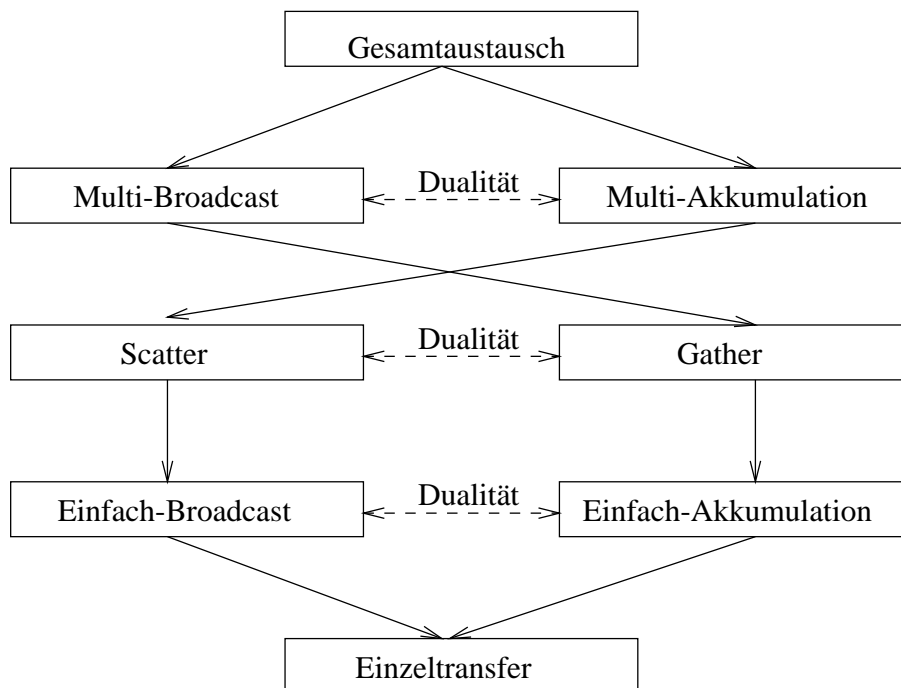 Gesamtaustausch
Dualität
Multi-Broadcast
Multi-Akkumulation
Dualität
Scatter
Gather
Dualität
Einfach-Broadcast
Einfach-Akkumulation
Einzeltransfer